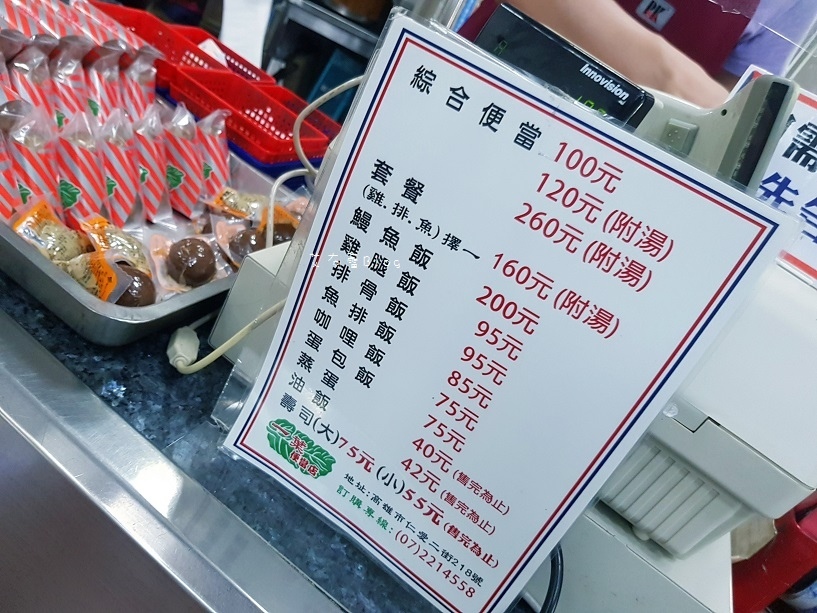 綜合便當
套餐
(雞.排.魚)擇一
鰻魚飯
雞腿飯
排骨飯
魚排飯
咖哩飯
蛋包飯
蒸蛋
油飯
100元
120元(附湯)
260元(附湯)
160元(附湯)
200元
95元
95元
85元
75元
75元
40元(售完為止)
42元(售完為止)
壽司(大)75元 (小)55元(售完為止)
便當店
地址:高雄市仁愛二街218號
訂購專線:(07)2214558
Innovision
PK